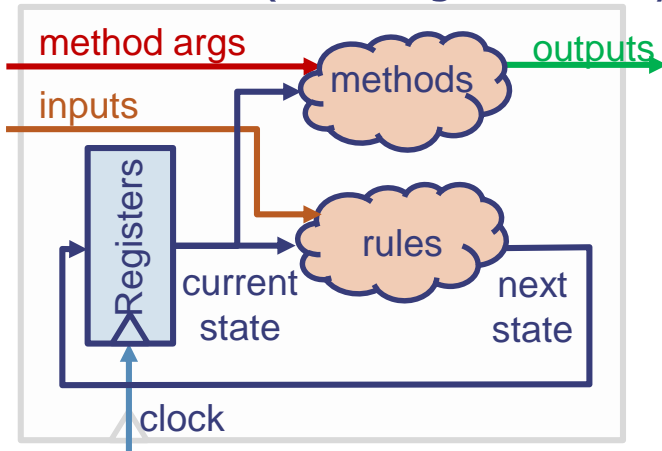 method args
outputs
methods
inputs
Registers
rules
current
state
next
state
clock